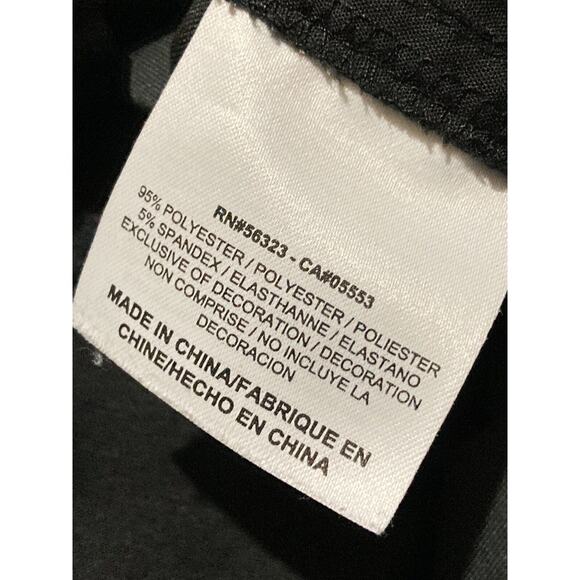 RN#56323 - CA#05553
95% POLYESTER / POLYESTER / POLIESTER
5% SPANDEX / ELASTHANNE / ELASTANO
EXCLUSIVE OF DECORATION / DECORATION
NON COMPRISE / NO INCLUYE LA
DECORACION
MADE IN CHINA/FABRIQUE EN
CHINE/HECHO EN CHINA